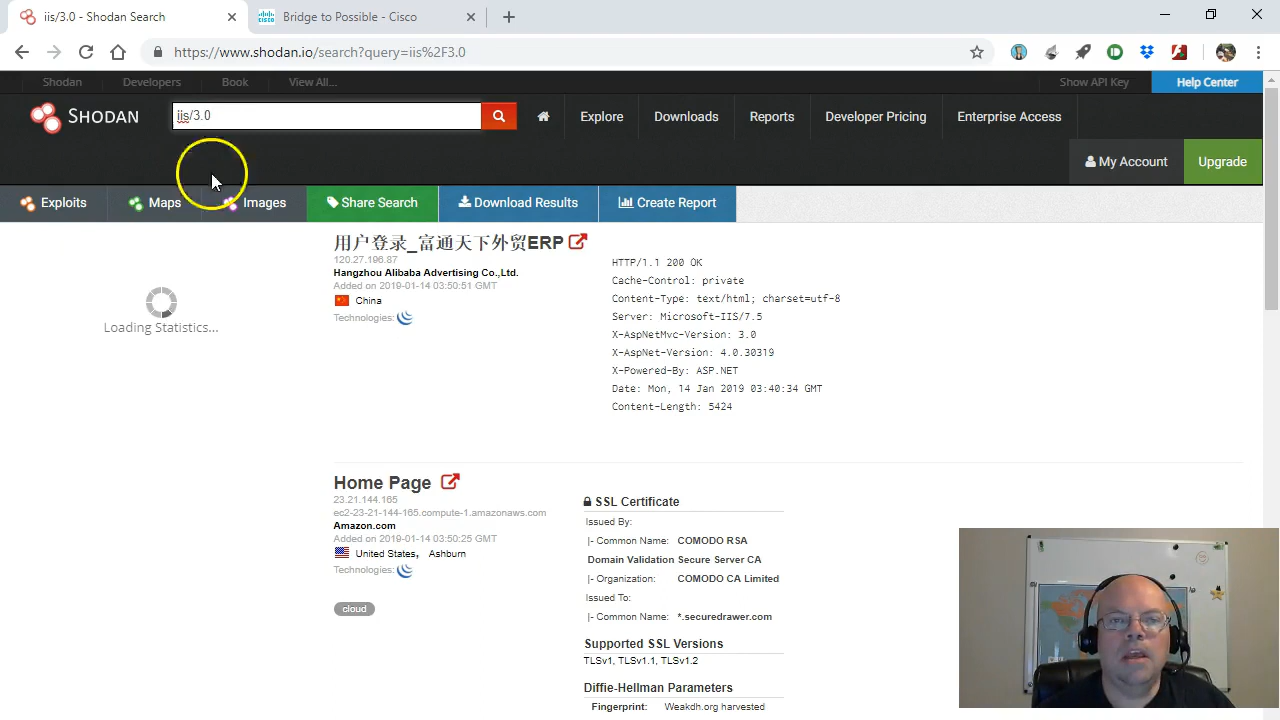 iis/3.0 - Shodan Search
Bridge to Possible - Cisco
https://www.shodan.io/search?query=iis%2F3.0
Shodan Developers Book View All...
Show API Key Help Center
SHODAN
iis/3.0
Explore Downloads Reports Developer Pricing Enterprise Access
My Account Upgrade
Exploits Maps Images Share Search Download Results Create Report
Loading Statistics...
用户登录_富通天下外贸ERP
120.27.196.87
Hangzhou Alibaba Advertising Co.,Ltd.
Added on 2019-01-14 03:50:51 GMT
China
Technologies:
HTTP/1.1 200 OK
Cache-Control: private
Content-Type: text/html; charset=utf-8
Server: Microsoft-IIS/7.5
X-AspNetMvc-Version: 3.0
X-AspNet-Version: 4.0.30319
X-Powered-By: ASP.NET
Date: Mon, 14 Jan 2019 03:40:34 GMT
Content-Length: 5424
Home Page
23.21.144.165
ec2-23-21-144-165.compute-1.amazonaws.com
Amazon.com
Added on 2019-01-14 03:50:25 GMT
United States, Ashburn
Technologies:
cloud
SSL Certificate
Issued By:
|- Common Name: COMODO RSA
Domain Validation Secure Server CA
|- Organization: COMODO CA Limited
Issued To:
|- Common Name: *.securedrawer.com
Supported SSL Versions
TLSv1, TLSv1.1, TLSv1.2
Diffie-Hellman Parameters
Fingerprint: Weakdh.org harvested